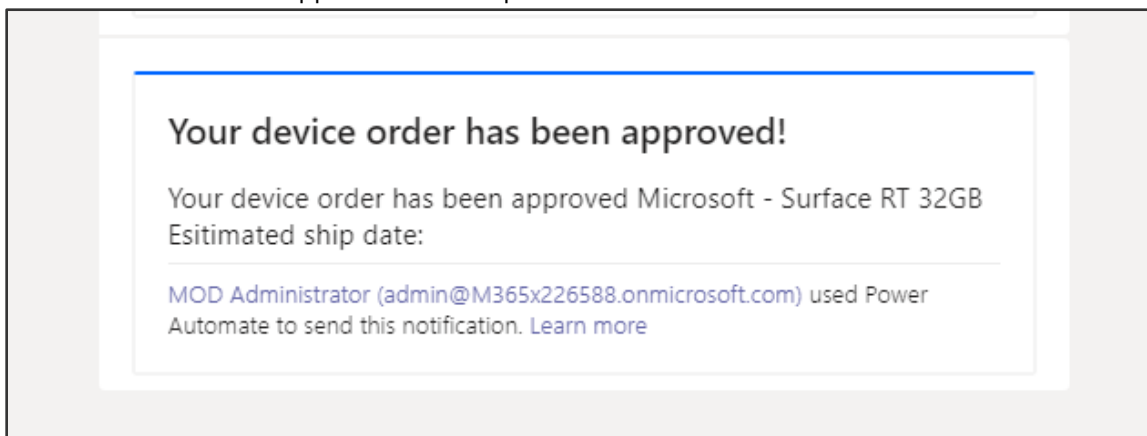 Your device order has been approved!
Your device order has been approved Microsoft - Surface RT 32GB
Esitimated ship date:
MOD Administrator (admin@M365x226588.onmicrosoft.com) used Power
Automate to send this notification. Learn more